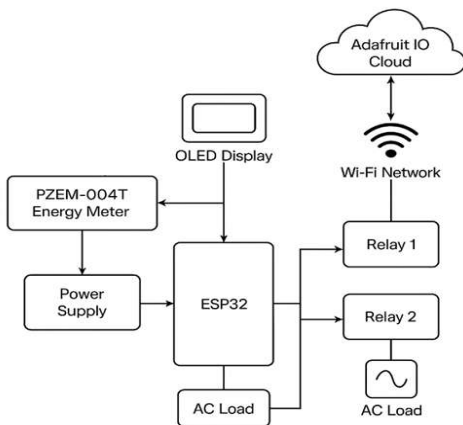 Adafruit IO
Cloud
OLED Display
Wi-Fi Network
PZEM-004T
Energy Meter
Relay 1
Power
Supply
ESP32
Relay 2
AC Load
AC Load